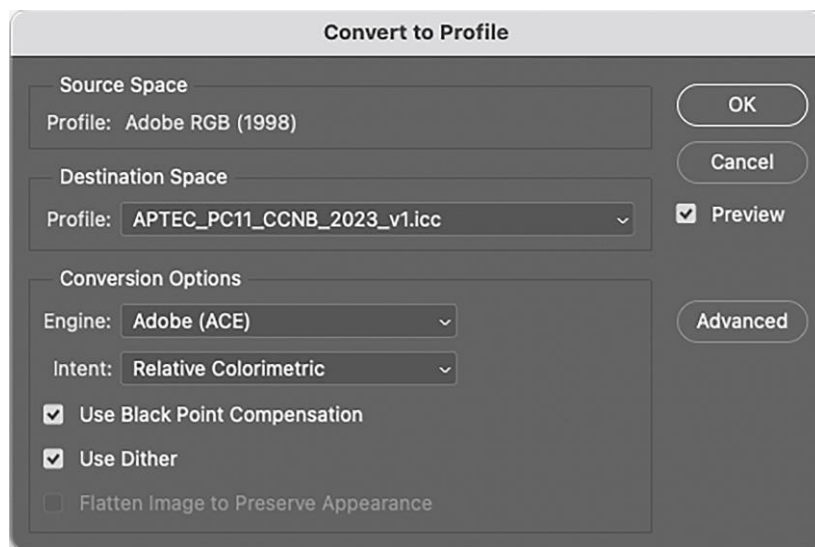 Convert to Profile
Source Space
Profile: Adobe RGB (1998)
OK
Cancel
Destination Space
Profile: APTEC_PC11_CCNB_2023_v1.icc
Preview
Conversion Options
Engine: Adobe (ACE)
Advanced
Intent: Relative Colorimetric
Use Black Point Compensation
Use Dither
Flatten Image to Preserve Appearance